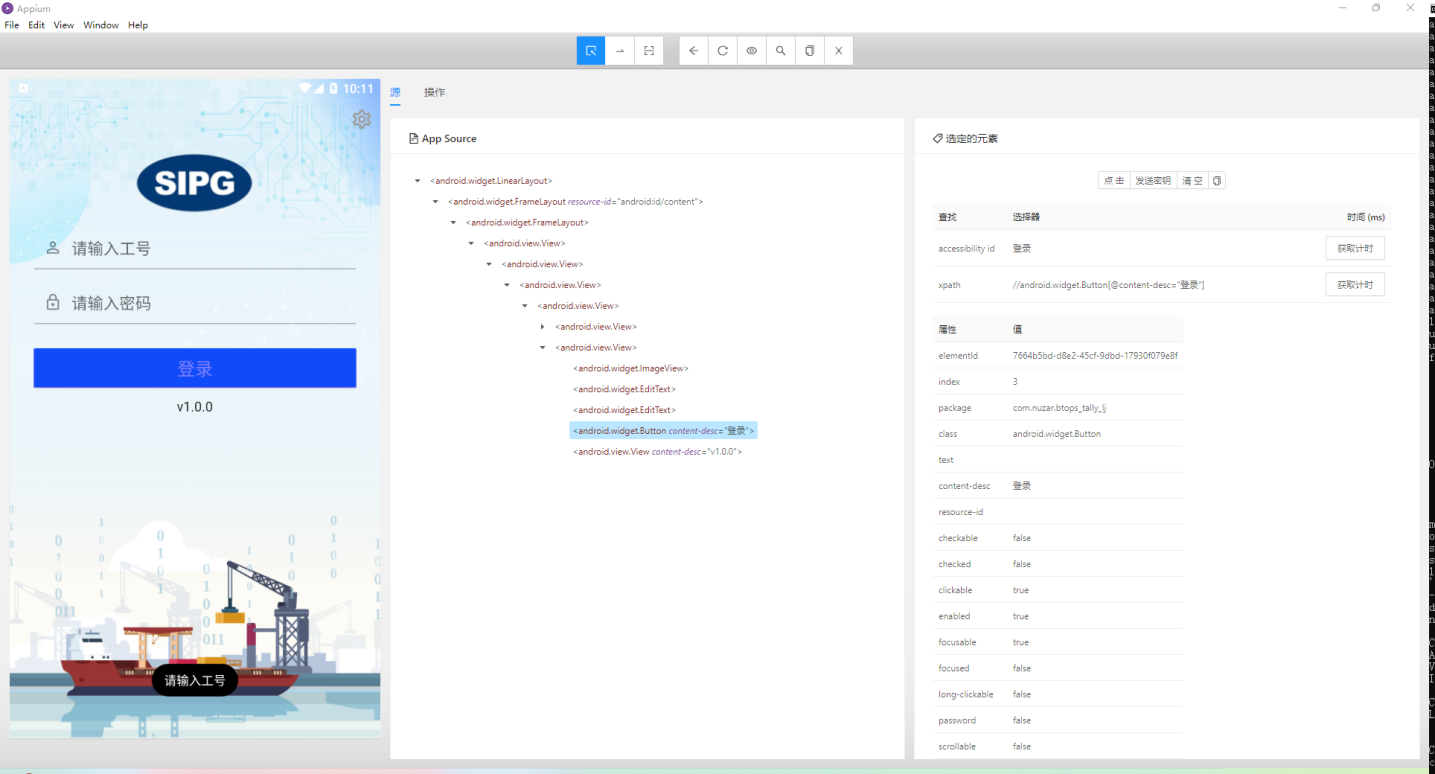 Appium
File Edit View Window Help
10:11
SIPG
请输入工号
请输入密码
登录
v1.0.0
请输入工号
源 操作
App Source
<android.widget.LinearLayout>
<android.widget.FrameLayout resource-id="android:id/content">
<android.widget.FrameLayout>
<android.view.View>
<android.view.View>
<android.view.View>
<android.view.View>
<android.view.View>
<android.view.View>
<android.widget.ImageView>
<android.widget.EditText>
<android.widget.EditText>
<android.widget.Button content-desc="登录">
<android.view.View content-desc="v1.0.0">
选定的元素
点击 发送密钥 清空
查找 选择器 时间 (ms)
accessibility id 登录 获取计时
xpath //android.widget.Button[@content-desc="登录"] 获取计时
属性 值
elementId 7664b5bd-d8e2-45cf-9dbd-17930f079e8f
index 3
package com.nuzar.btops_tally_lj
class android.widget.Button
text
content-desc 登录
resource-id
checkable false
checked false
clickable true
enabled true
focusable true
focused false
long-clickable false
password false
scrollable false